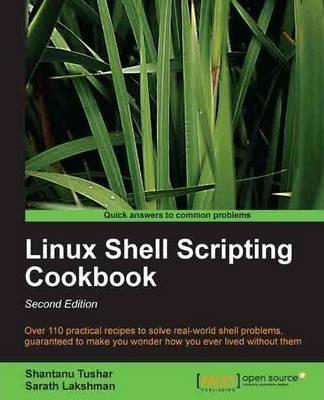 Quick answers to common problems
Linux Shell Scripting
Cookbook
Second Edition
Over 110 practical recipes to solve real-world shell problems,
guaranteed to make you wonder how you ever lived without them
Shantanu Tushar
Sarath Lakshman
PACKT
PUBLISHING
open source